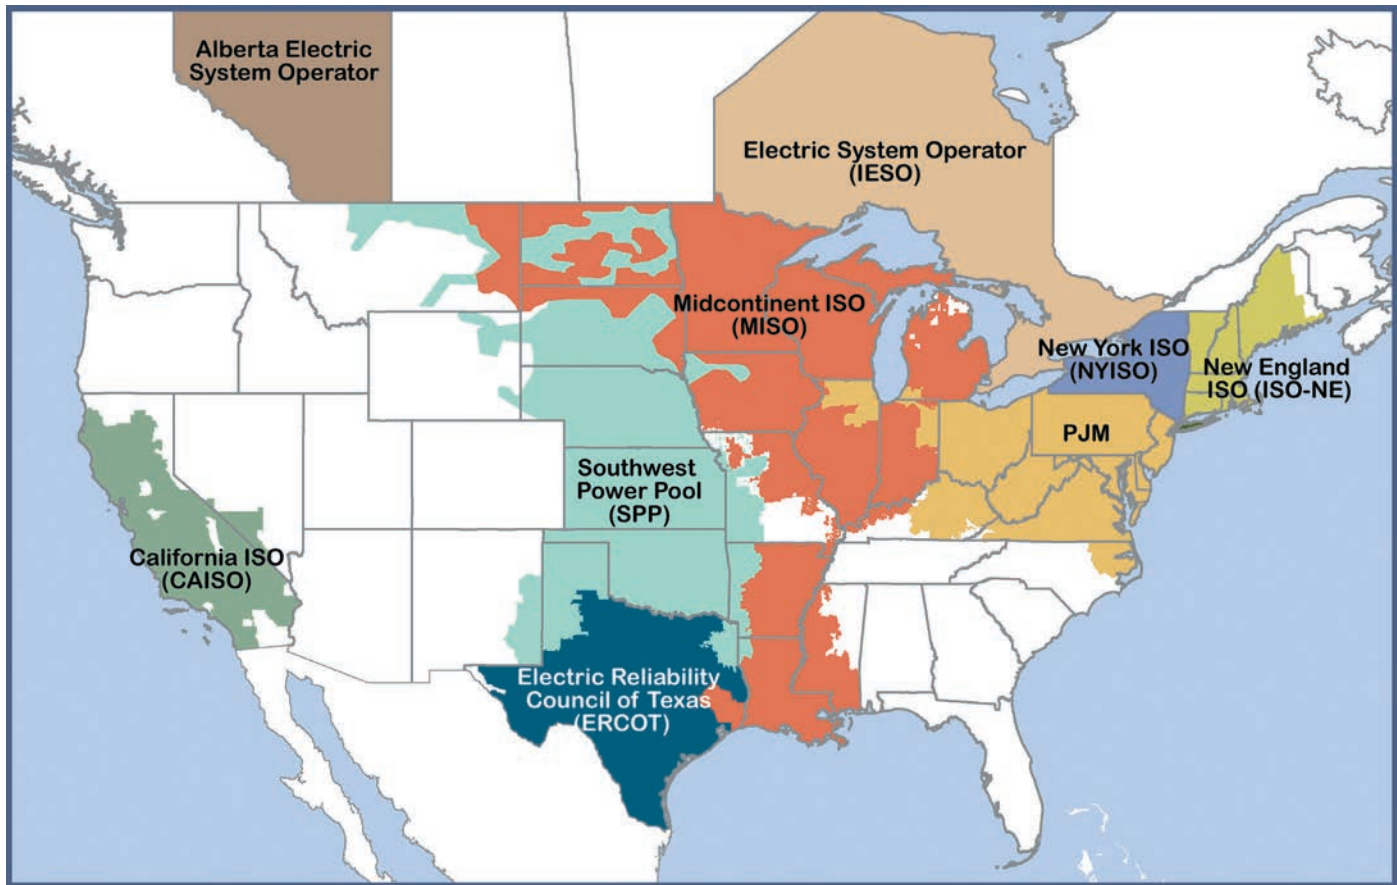 Alberta Electric
System Operator
Electric System Operator
(IESO)
Midcontinent ISO
(MISO)
New York ISO
(NYISO)
New England
ISO (ISO-NE)
PJM
Southwest
Power Pool
(SPP)
California ISO
(CAISO)
Electric Reliability
Council of Texas
(ERCOT)